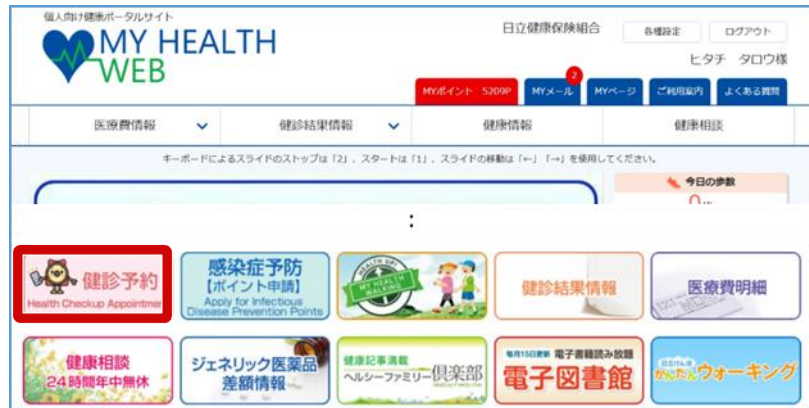 個人向け健康ポータルサイト
MY HEALTH
WEB
日立健康保険組合
各種設定
ログアウト
ヒタチ タロウ様
MYポイント 5209P
MYメール
2
MYページ
ご利用案内
よくある質問
医療費情報
健診結果情報
健康情報
健康相談
キーボードによるスライドのストップは「2」、スタートは「1」、スライドの移動は「←」「→」を使用してください。
今日の歩数
:
健診予約
Health Checkup Appointmen
感染症予防
【ポイント申請】
Apply for Infectious
Disease Prevention Points
HEALTH UP!
MY HEALTH
WALKING
健診結果情報
医療費明細
健康相談
24時間年中無休
ジェネリック医薬品
差額情報
健康記事満載
ヘルシーファミリー倶楽部
毎月15日更新 電子書籍読み放題
電子図書館
日立けんぽ
かんたんウォーキング